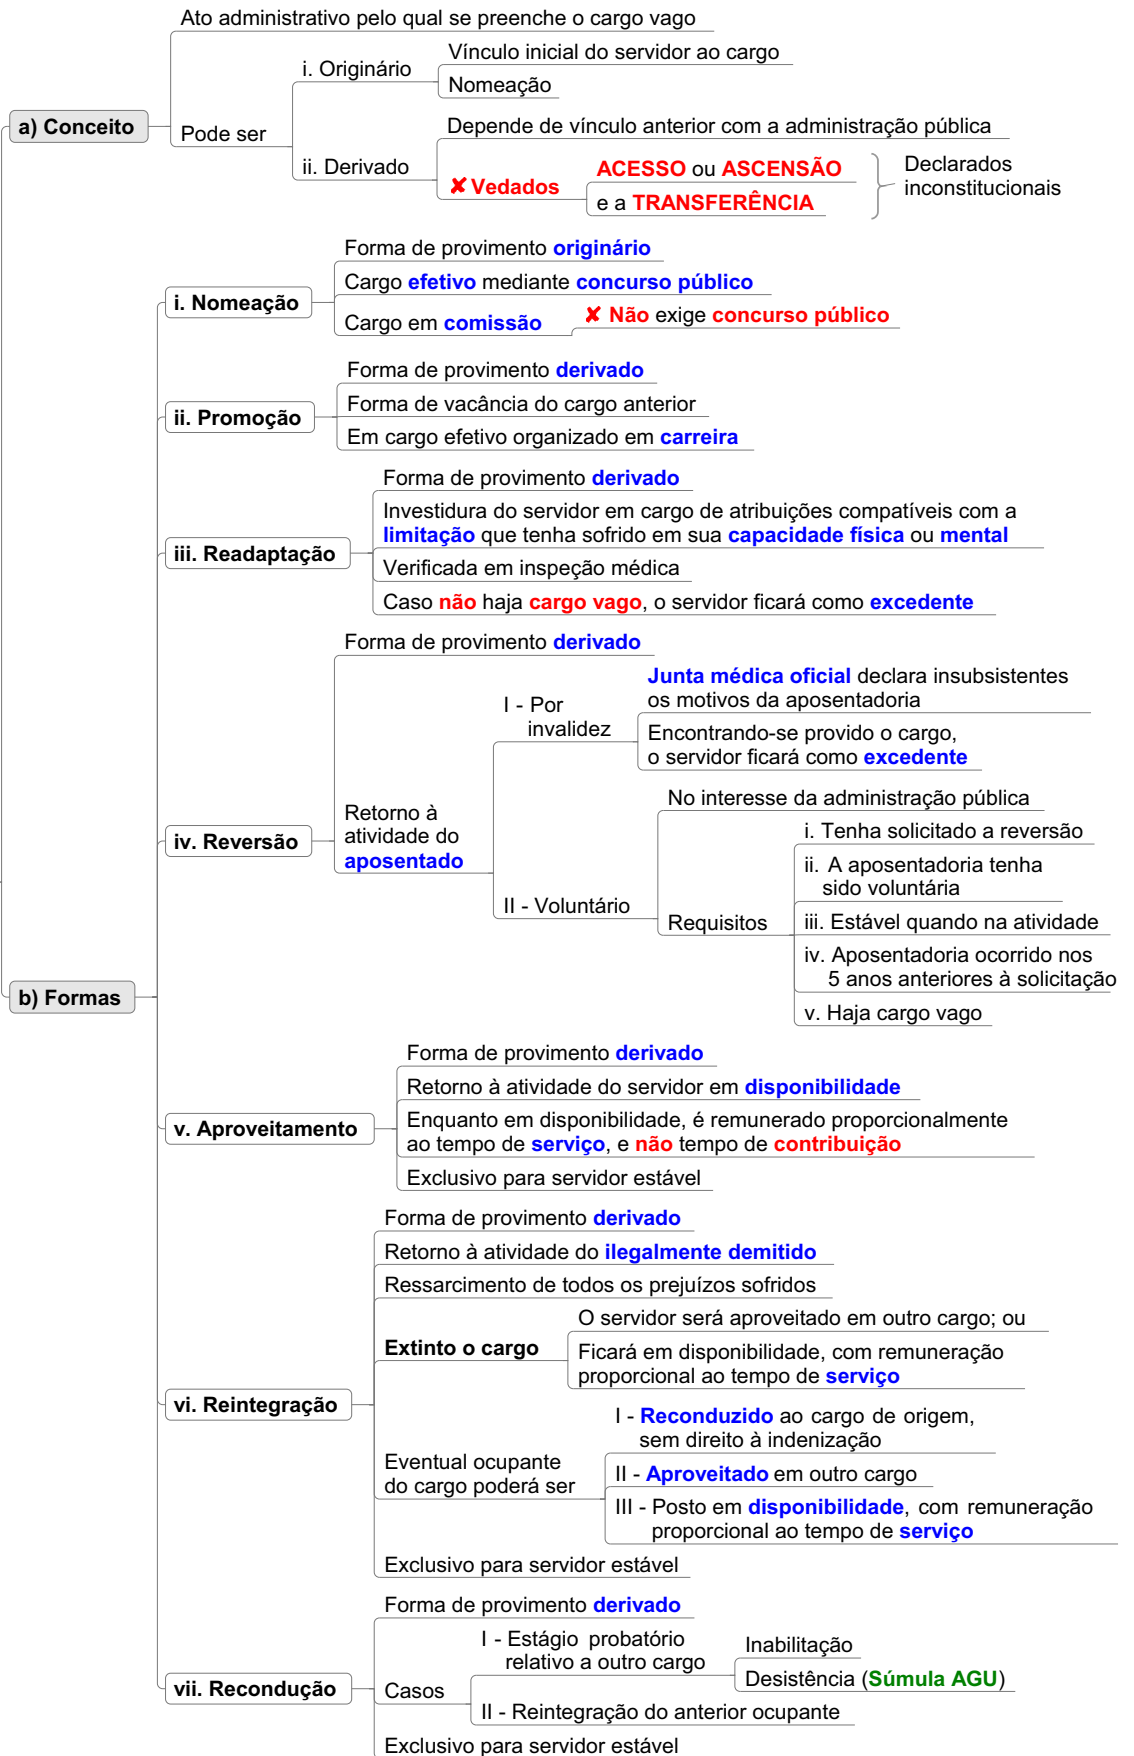 Ato administrativo pelo qual se preenche o cargo vago
a) Conceito
Pode ser
i. Originário
Vínculo inicial do servidor ao cargo
Nomeação
ii. Derivado
Depende de vínculo anterior com a administração pública
✘ Vedados
ACESSO ou ASCENSÃO
e a TRANSFERÊNCIA
Declarados
inconstitucionais
b) Formas
i. Nomeação
Forma de provimento originário
Cargo efetivo mediante concurso público
Cargo em comissão
✘ Não exige concurso público
ii. Promoção
Forma de provimento derivado
Forma de vacância do cargo anterior
Em cargo efetivo organizado em carreira
iii. Readaptação
Forma de provimento derivado
Investidura do servidor em cargo de atribuições compatíveis com a
limitação que tenha sofrido em sua capacidade física ou mental
Verificada em inspeção médica
Caso não haja cargo vago, o servidor ficará como excedente
iv. Reversão
Forma de provimento derivado
Retorno à
atividade do
aposentado
I - Por
invalidez
Junta médica oficial declara insubsistentes
os motivos da aposentadoria
Encontrando-se provido o cargo,
o servidor ficará como excedente
II - Voluntário
No interesse da administração pública
Requisitos
i. Tenha solicitado a reversão
ii. A aposentadoria tenha
sido voluntária
iii. Estável quando na atividade
iv. Aposentadoria ocorrido nos
5 anos anteriores à solicitação
v. Haja cargo vago
v. Aproveitamento
Forma de provimento derivado
Retorno à atividade do servidor em disponibilidade
Enquanto em disponibilidade, é remunerado proporcionalmente
ao tempo de serviço, e não tempo de contribuição
Exclusivo para servidor estável
vi. Reintegração
Forma de provimento derivado
Retorno à atividade do ilegalmente demitido
Ressarcimento de todos os prejuízos sofridos
Extinto o cargo
O servidor será aproveitado em outro cargo; ou
Ficará em disponibilidade, com remuneração
proporcional ao tempo de serviço
Eventual ocupante
do cargo poderá ser
I - Reconduzido ao cargo de origem,
sem direito à indenização
II - Aproveitado em outro cargo
III - Posto em disponibilidade, com remuneração
proporcional ao tempo de serviço
Exclusivo para servidor estável
vii. Recondução
Forma de provimento derivado
Casos
I - Estágio probatório
relativo a outro cargo
Inabilitação
Desistência (Súmula AGU)
II - Reintegração do anterior ocupante
Exclusivo para servidor estável